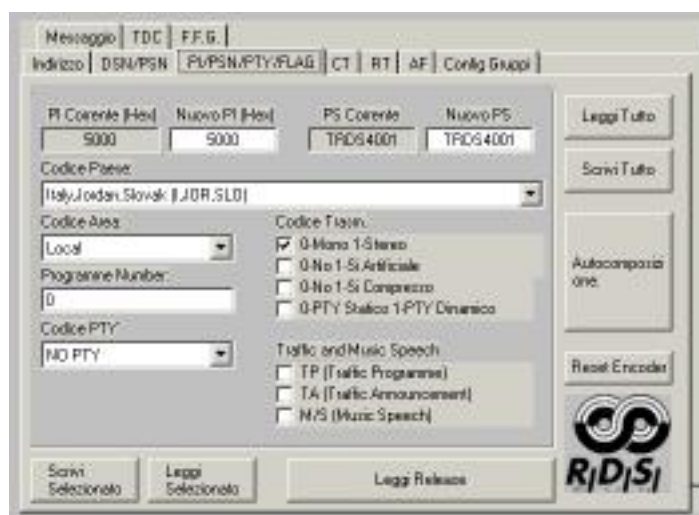 Messaggio TDC F.F.G.
Indirizzo DSN/PSN PI/PSN/PTY/FLAG CT RT AF Config Gruppi
PI Corrente (Hex) Nuovo PI (Hex) PS Corrente Nuovo PS
5000 5000 TRDS4001 TRDS4001
Leggi Tutto
Codice Paese:
Scrivi Tutto
Italy,Jordan,Slovak (I,JOR,SLO)
Codice Area: Codice Trasm.
Local
0-Mono 1-Stereo
0-No 1-Si Artificiale
Programme Number:
0-No 1-Si Compresso
0
0-PTY Statico 1-PTY Dinamico
Autocomposizi
one.
Codice PTY
NO PTY
Traffic and Music Speech
TP (Traffic Programme)
TA (Traffic Announcement)
M/S (Music Speech)
Reset Encoder
Scrivi
Selezionato
Leggi
Selezionato
Leggi Release
R|D|S|